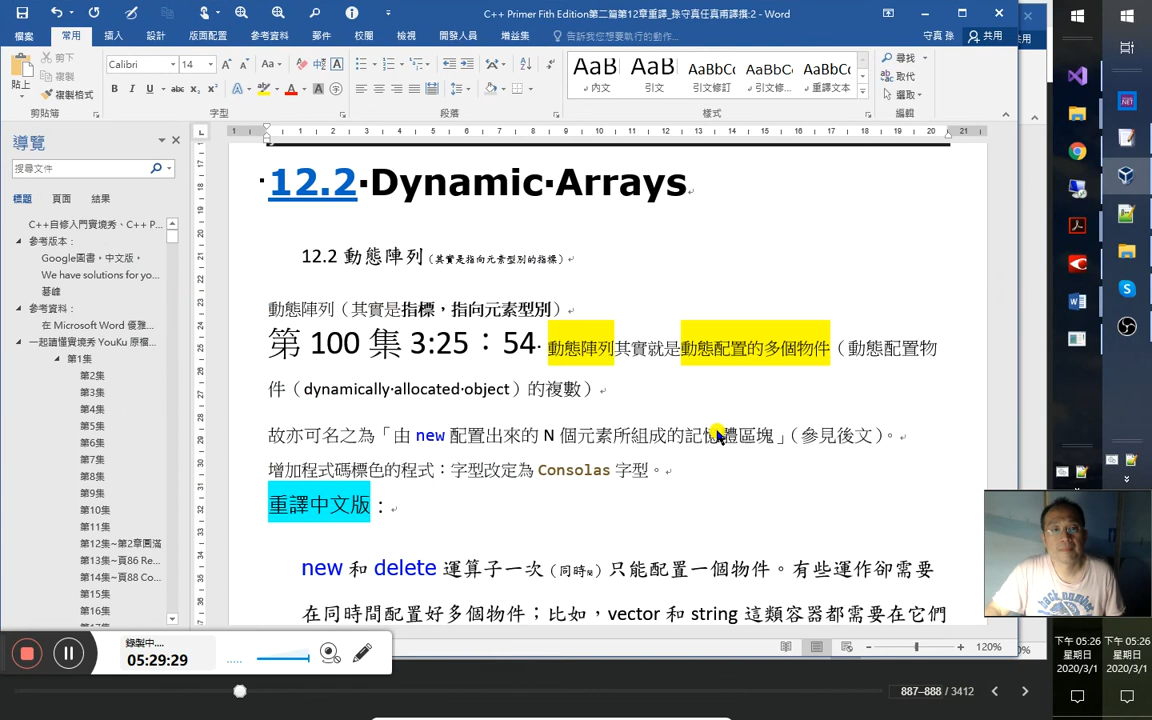 C++ Primer Fith Edition第二篇第12章重譯_孫守真任真甫譯撰:2 - Word
檔案 常用 插入 設計 版面配置 參考資料 郵件 校閱 檢視 開發人員 增益集 告訴我您想要執行的動作... 守真 孫 共用
貼上 剪下 複製 複製格式
Calibri 14
AaB AaB AaBbCc AaBbC AaBbCc
內文 引文 引文修訂 引文修... 重譯文本
尋找 取代 選取
剪貼簿 字型 段落 樣式 編輯
導覽
搜尋文件
標題 頁面 結果
C++自修入門實境秀、C++ P...
參考版本：
Google圖書，中文版，
We have solutions for yo...
碁峰
參考資料：
在 Microsoft Word 優雅...
一起讀懂實境秀 YouKu 原檔...
第1集
第2集
第3集
第4集
第5集
第6集
第7集
第8集
第9集
第10集
第11集
第12集~第2章圓滿
第13集~頁86 Re...
第14集~頁88 Co...
第15集
第16集
12.2·Dynamic·Arrays
12.2 動態陣列(其實是指向元素型別的指標)
動態陣列（其實是指標，指向元素型別）
第 100 集 3:25：54· 動態陣列其實就是動態配置的多個物件（動態配置物
件（dynamically·allocated·object）的複數）
故亦可名之為「由 new 配置出來的 N 個元素所組成的記憶體區塊」（參見後文）。
增加程式碼標色的程式：字型改定為 Consolas 字型。
重譯中文版：
new 和 delete 運算子一次（同時間）只能配置一個物件。有些運作卻需要
在同時間配置好多個物件；比如，vector 和 string 這類容器都需要在它們
錄製中....
05:29:29
120%
887–888 / 3412
下午 05:26
星期日
2020/3/1
下午 05:26
星期日
2020/3/1